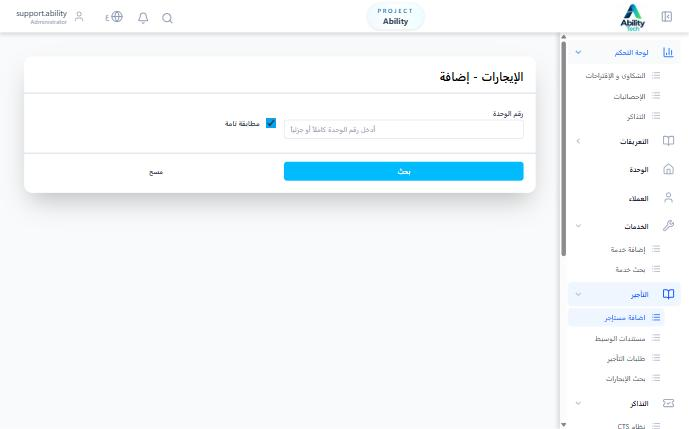 support.ability
Administrator
ع
PROJECT
Ability
Ability
tech
الإيجارات - إضافة
رقم الوحدة
أدخل رقم الوحدة كاملاً أو جزئيا
مطابقة تامة
بحث
مسح
لوحة التحكم
الشكاوى و الإقتراحات
الإحصائيات
التذاكر
التعريفات
الوحدة
العملاء
الخدمات
إضافة خدمة
بحث خدمة
التأجير
اضافة مستاجر
مستندات الوسيط
طلبات التأجير
بحث الإيجارات
التذاكر
نظام CTS